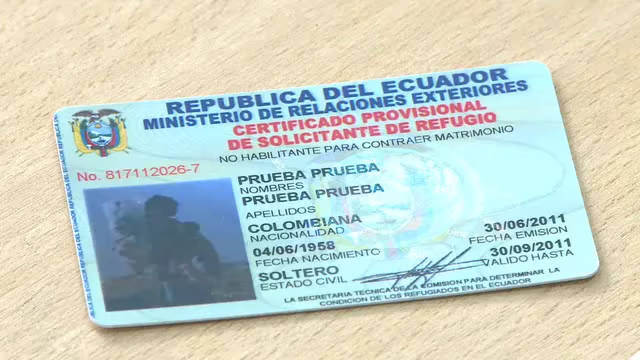 REPUBLICA DEL ECUADOR
MINISTERIO DE RELACIONES EXTERIORES
CERTIFICADO PROVISIONAL
DE SOLICITANTE DE REFUGIO
NO HABILITANTE PARA CONTRAER MATRIMONIO
No. 817112026-7
PRUEBA PRUEBA
NOMBRES
PRUEBA PRUEBA
APELLIDOS
COLOMBIANA
NACIONALIDAD
30/06/2011
FECHA EMISION
04/06/1958
FECHA NACIMIENTO
30/09/2011
VALIDO HASTA
SOLTERO
ESTADO CIVIL
LA SECRETARIA TECNICA DE LA COMISION PARA DETERMINAR LA
CONDICION DE LOS REFUGIADOS EN EL ECUADOR